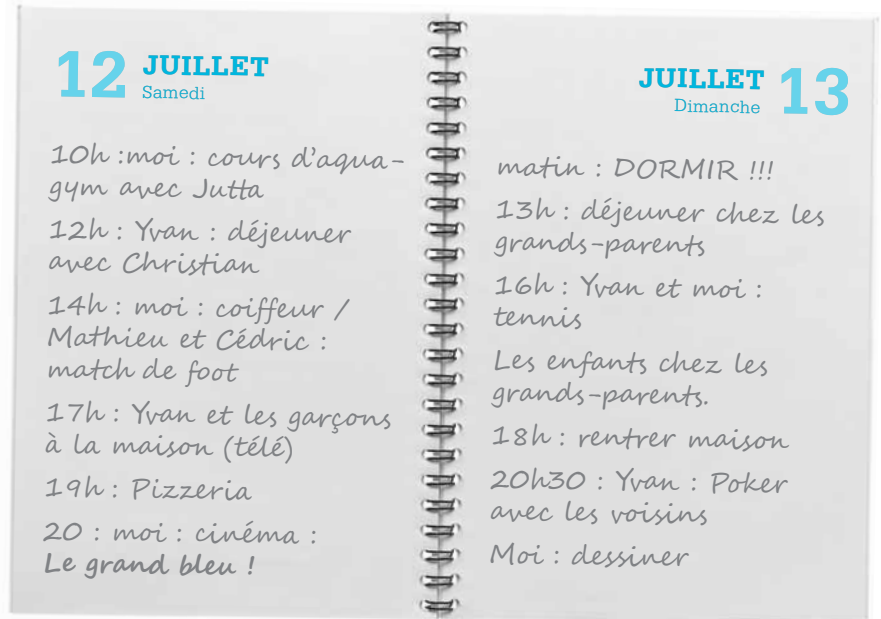 12 JUILLET
Samedi
10h :moi : cours d'aqua-
gym avec Jutta
12h : Yvan : déjeuner
avec Christian
14h : moi : coiffeur /
Mathieu et Cédric :
match de foot
17h : Yvan et les garçons
à la maison (télé)
19h : Pizzeria
20 : moi : cinéma :
Le grand bleu !
JUILLET 13
Dimanche
matin : DORMIR !!!
13h : déjeuner chez les
grands-parents
16h : Yvan et moi :
tennis
Les enfants chez les
grands-parents.
18h : rentrer maison
20h30 : Yvan : Poker
avec les voisins
Moi : dessiner